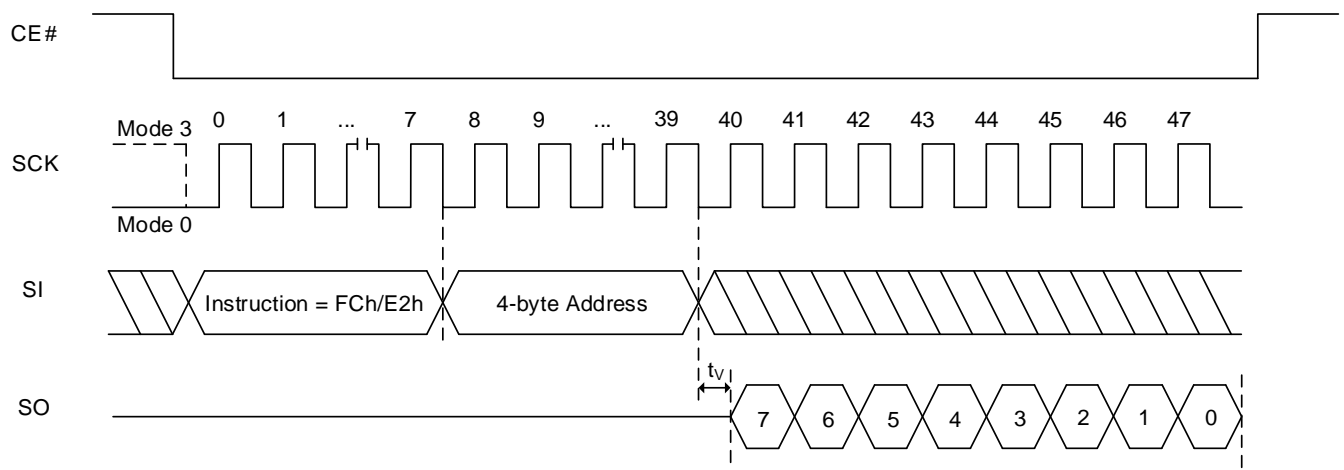 CE#
0 1 ... 7 8 9 ... 39 40 41 42 43 44 45 46 47
Mode 3
SCK
Mode 0
SI
Instruction = FCh/E2h 4-byte Address
tV
SO
7 6 5 4 3 2 1 0